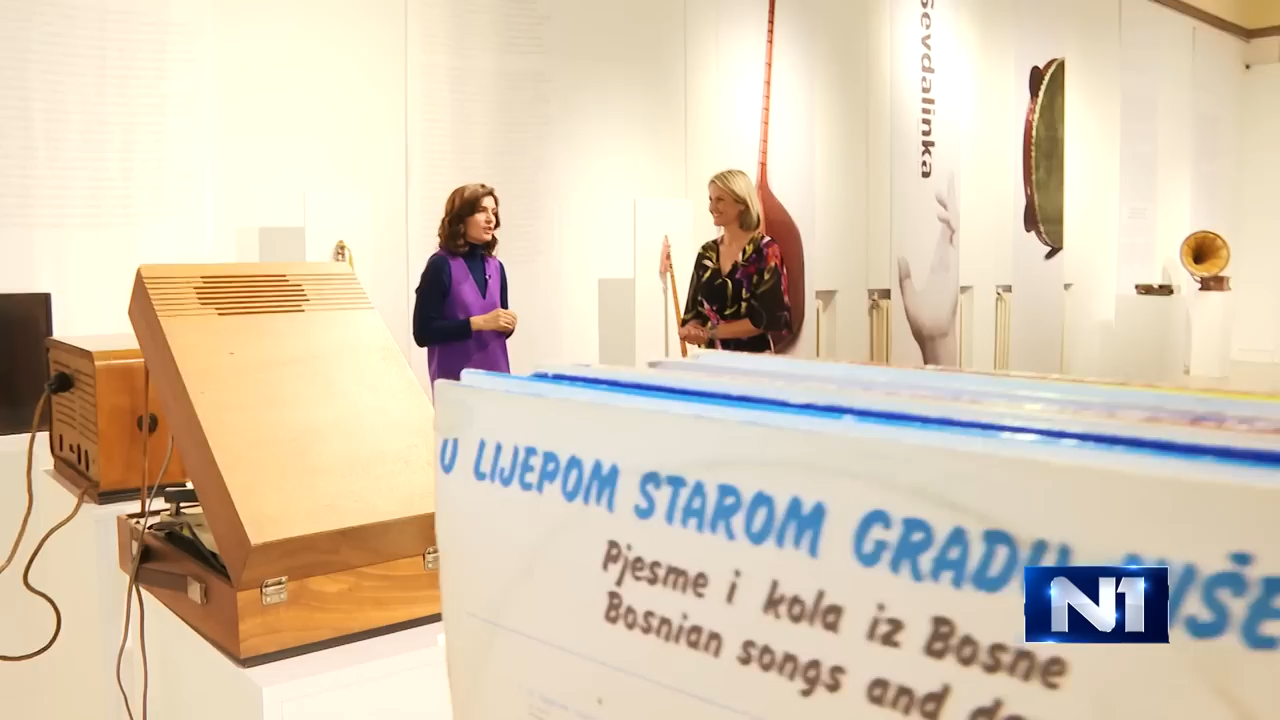 Sevdalinka
U LIJEPOM STAROM GRADU
Pjesme i kola iz Bosne
Bosnian songs and
N1